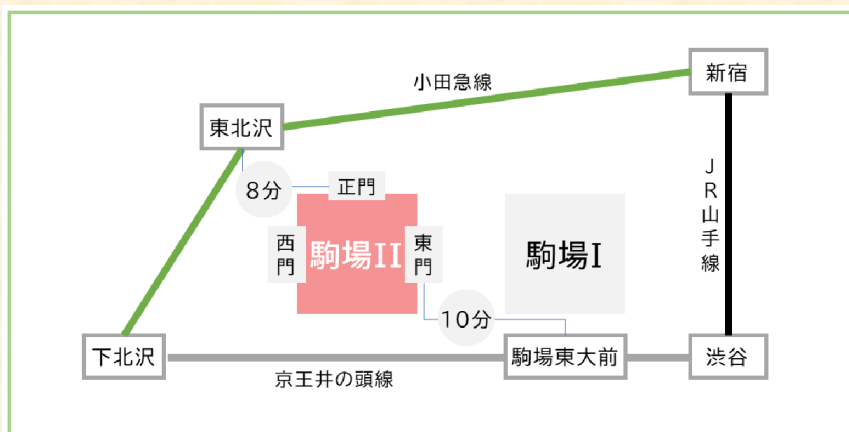 新宿
小田急線
東北沢
8分
正門
JR山手線
西門
駒場II
東門
駒場I
10分
下北沢
駒場東大前
渋谷
京王井の頭線